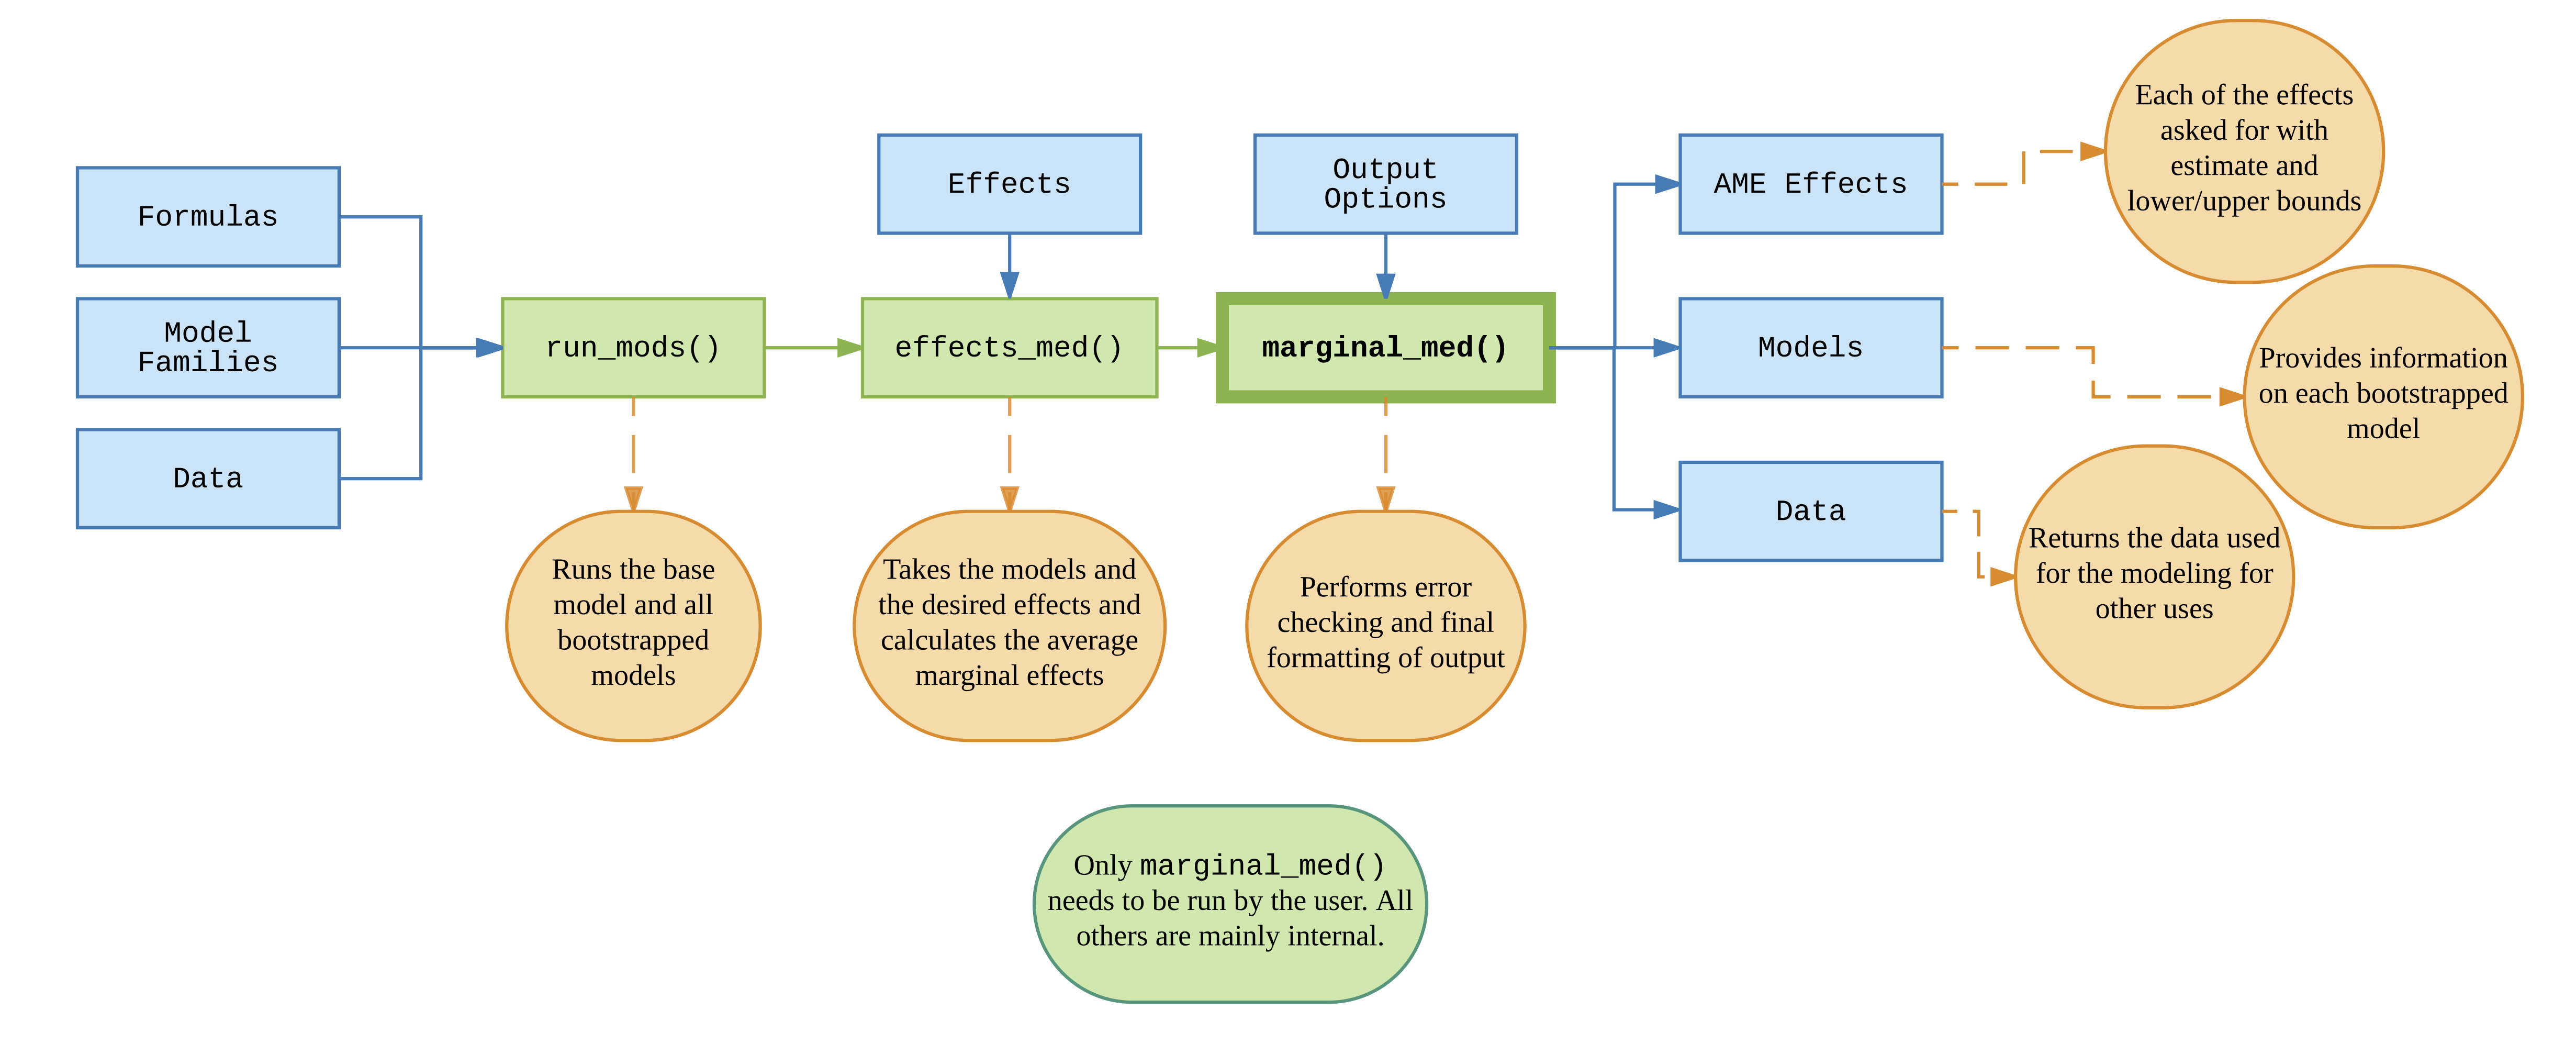 Formulas
Model
Families
Data
run_mods()
Runs the base
model and all
bootstrapped
models
Effects
effects_med()
Takes the models and
the desired effects and
calculates the average
marginal effects
Output
Options
marginal_med()
Performs error
checking and final
formatting of output
AME Effects
Models
Data
Each of the effects
asked for with
estimate and
lower/upper bounds
Provides information
on each bootstrapped
model
Returns the data used
for the modeling for
other uses
Only marginal_med()
needs to be run by the user. All
others are mainly internal.